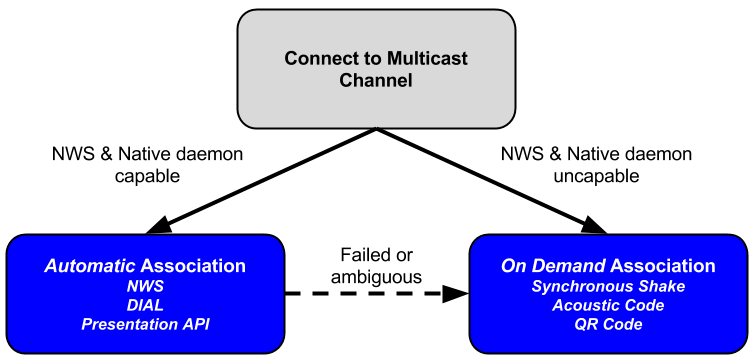 Connect to Multicast
Channel
NWS & Native daemon
capable
NWS & Native daemon
uncapable
Automatic Association
NWS
DIAL
Presentation API
Failed or
ambiguous
On Demand Association
Synchronous Shake
Acoustic Code
QR Code